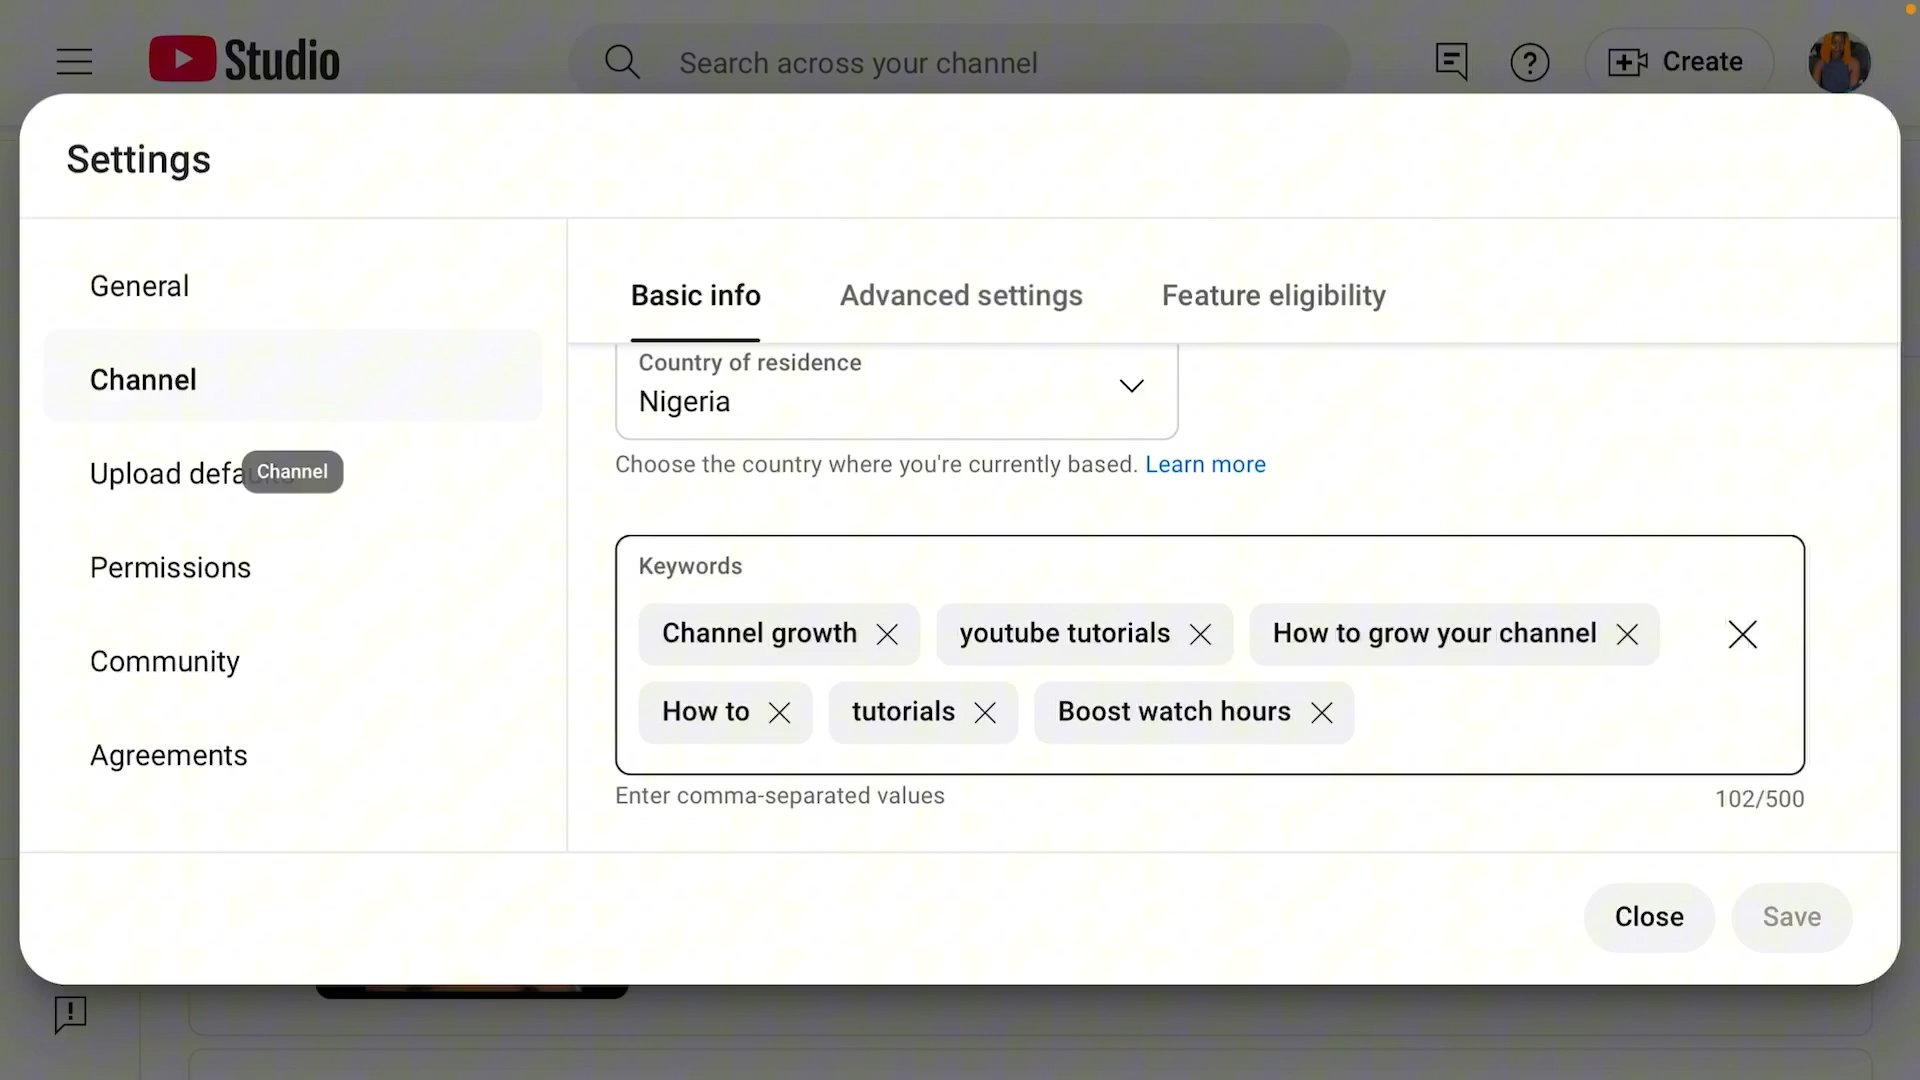 Studio
Search across your channel
Create
Settings
General
Channel
Upload defa
Channel
Permissions
Community
Agreements
Basic info
Advanced settings
Feature eligibility
Country of residence
Nigeria
Choose the country where you're currently based. Learn more
Keywords
Channel growth
youtube tutorials
How to grow your channel
How to
tutorials
Boost watch hours
Enter comma-separated values
102/500
Close
Save